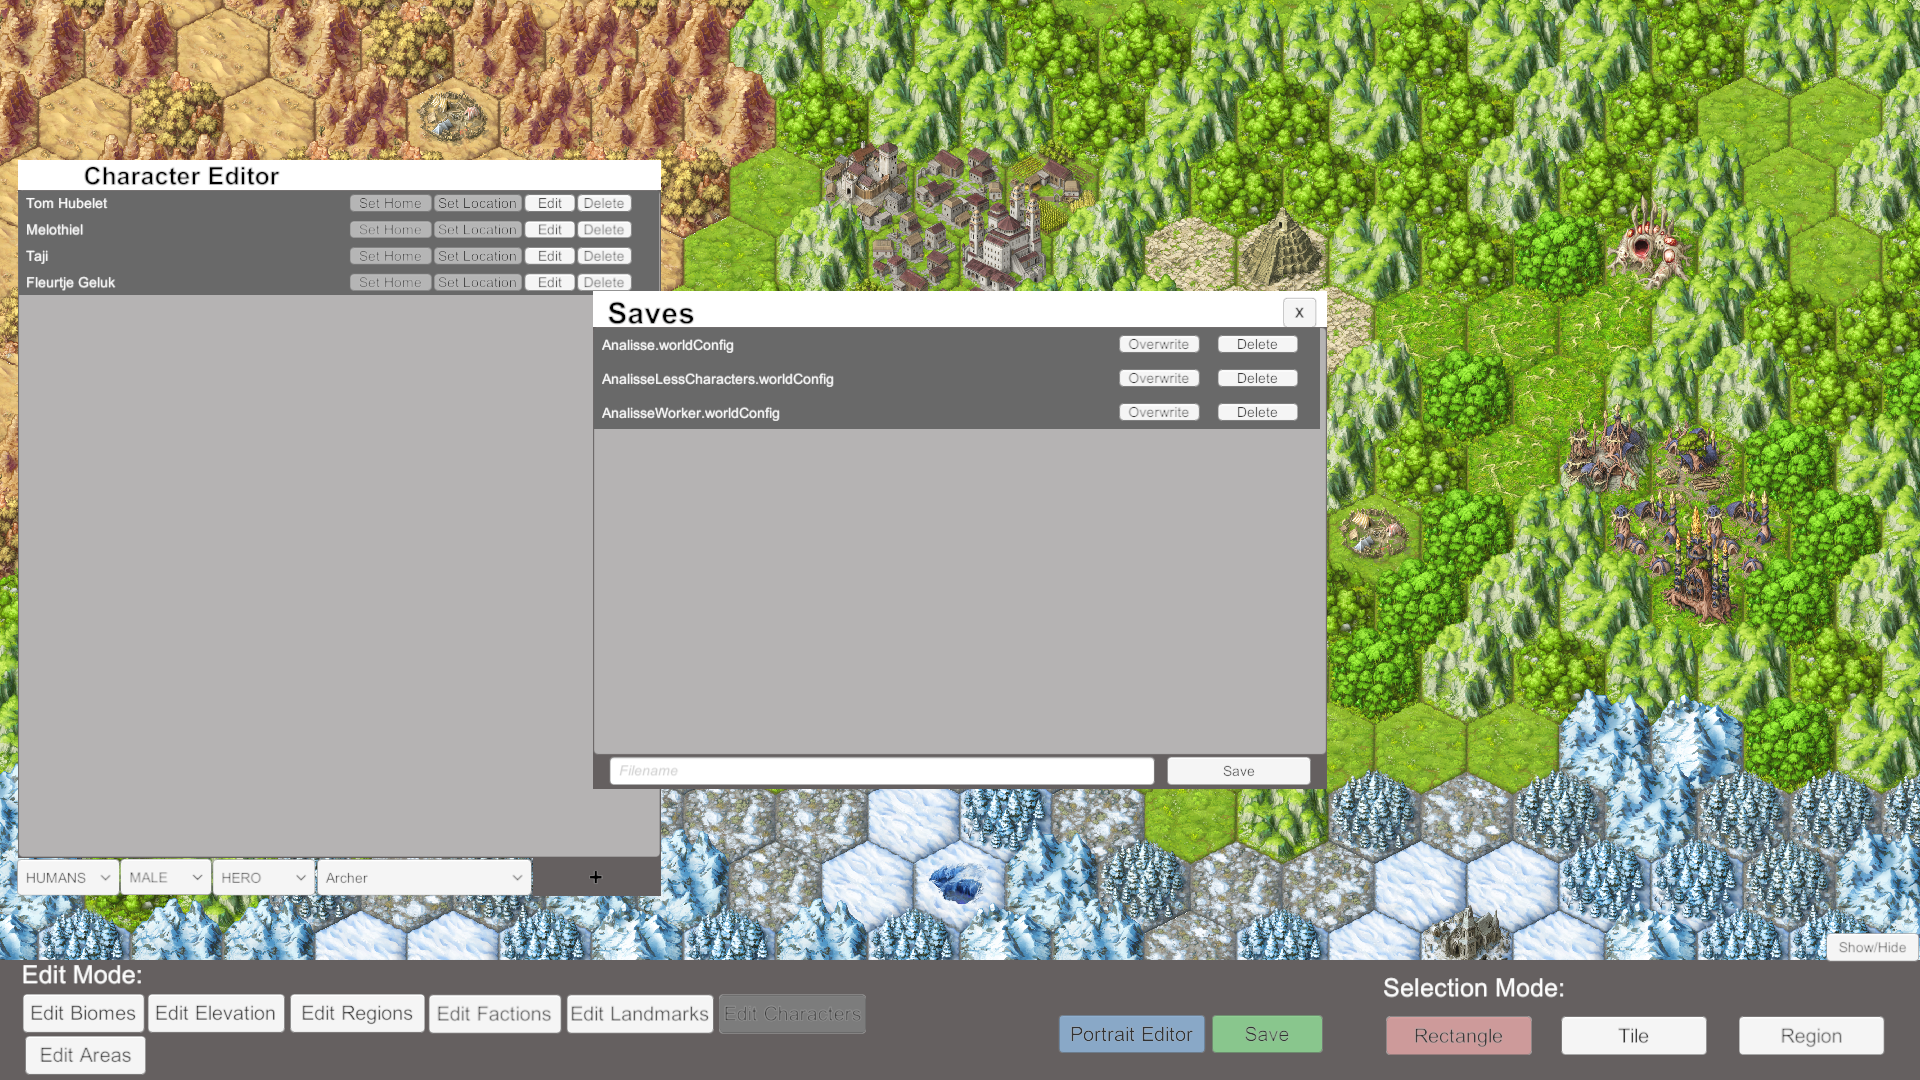 Character Editor
Tom Hubelet Set Home Set Location Edit Delete
Melothiel Set Home Set Location Edit Delete
Taji Set Home Set Location Edit Delete
Fleurtje Geluk Set Home Set Location Edit Delete
Saves X
Analisse.worldConfig Overwrite Delete
AnalisseLessCharacters.worldConfig Overwrite Delete
AnalisseWorker.worldConfig Overwrite Delete
Filename Save
HUMANS MALE HERO Archer +
Show/Hide
Edit Mode:
Edit Biomes Edit Elevation Edit Regions Edit Factions Edit Landmarks Edit Characters
Edit Areas
Portrait Editor Save
Selection Mode:
Rectangle Tile Region